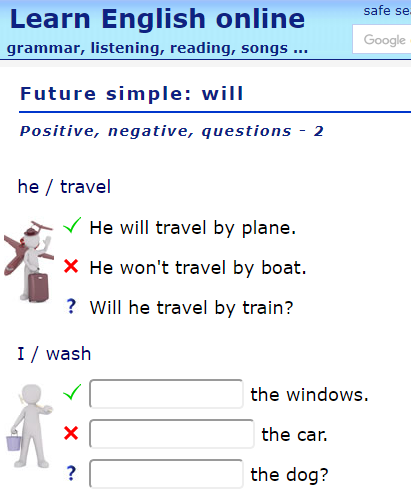 Learn English online
safe sea
grammar, listening, reading, songs ...
Google
Future simple: will
Positive, negative, questions - 2
he / travel
He will travel by plane.
He won't travel by boat.
? Will he travel by train?
I / wash
the windows.
the car.
? the dog?